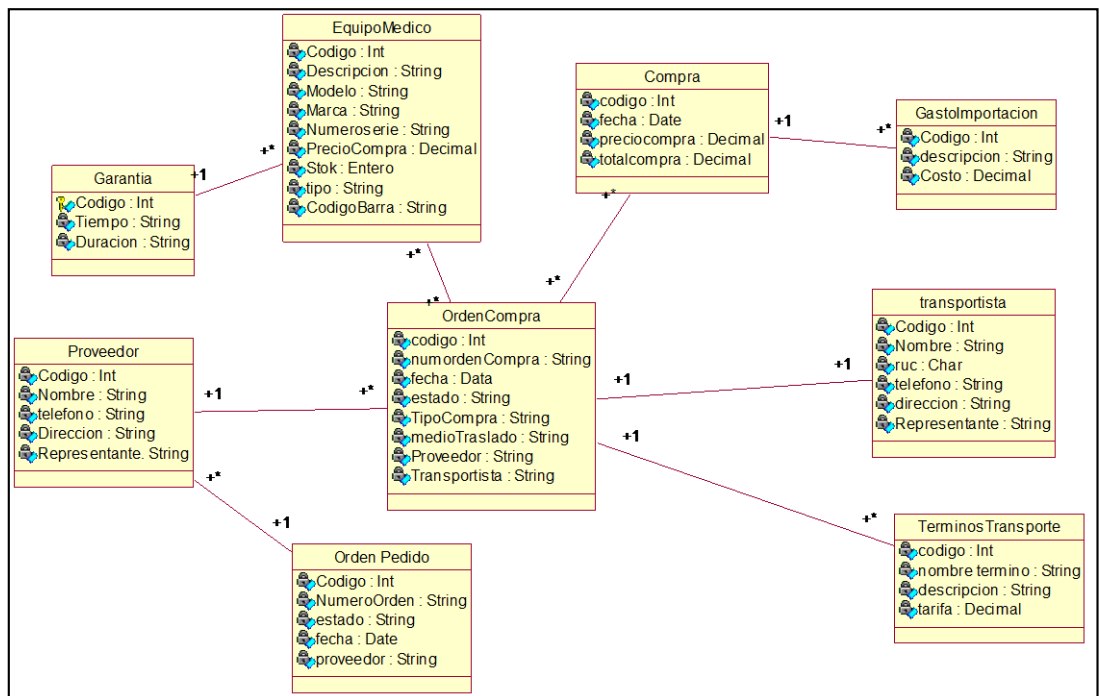 EquipoMedico
Codigo : Int
Descripcion : String
Modelo : String
Marca : String
Numeroserie : String
PrecioCompra : Decimal
Stok : Entero
tipo : String
CodigoBarra : String
Compra
codigo : Int
fecha : Date
preciocompra : Decimal
totalcompra : Decimal
GastoImportacion
Codigo : Int
descripcion : String
Costo : Decimal
+1
+*
Garantia
Codigo : Int
Tiempo : String
Duracion : String
+1
+*
+*
+*
+*
+*
OrdenCompra
codigo : Int
numordenCompra : String
fecha : Data
estado : String
TipoCompra : String
medioTraslado : String
Proveedor : String
Transportista : String
transportista
Codigo : Int
Nombre : String
ruc : Char
telefono : String
direccion : String
Representante : String
+1
+1
Proveedor
Codigo : Int
Nombre : String
telefono : String
Direccion : String
Representante. String
+1
+*
+*
+1
+1
+*
Orden Pedido
Codigo : Int
NumeroOrden : String
estado : String
fecha : Date
proveedor : String
TerminosTransporte
codigo : Int
nombre termino : String
descripcion : String
tarifa : Decimal